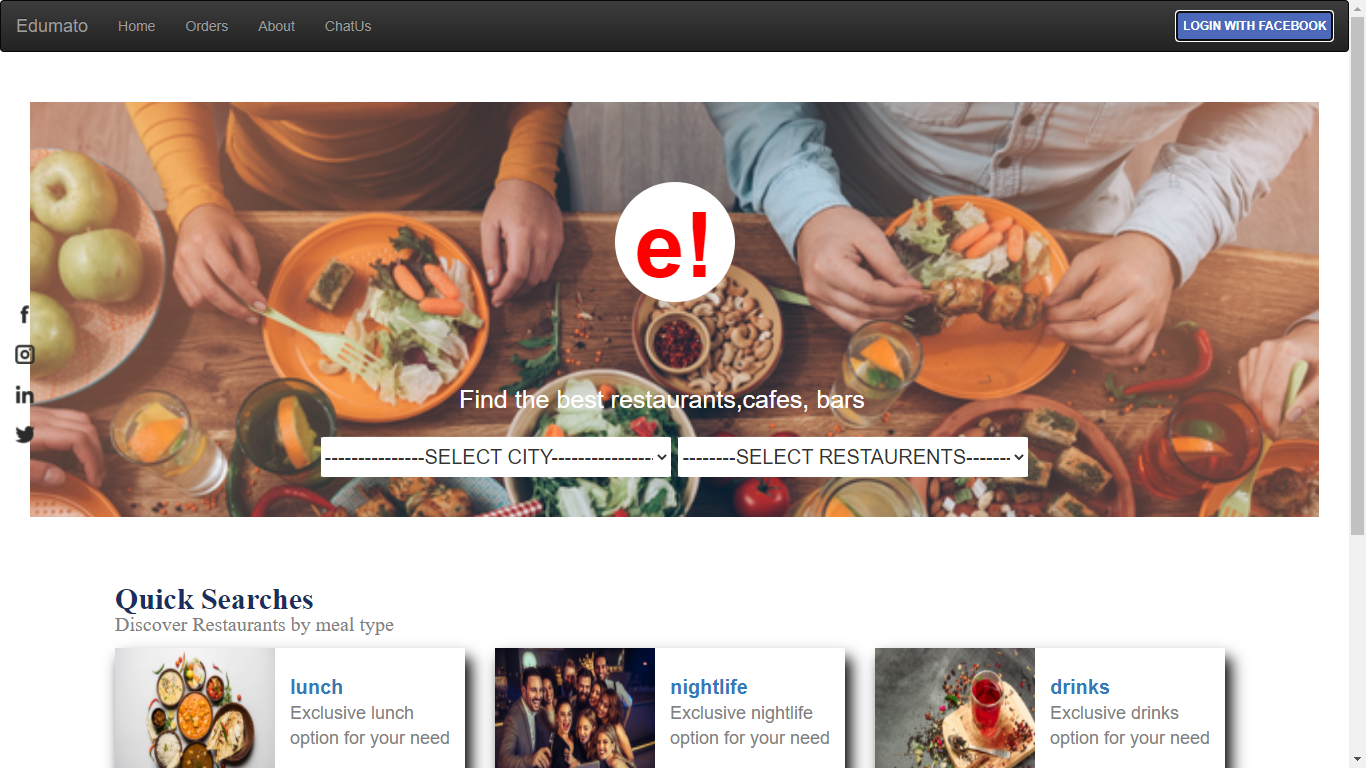 Edumato Home Orders About ChatUs LOGIN WITH FACEBOOK
e!
f
in
Find the best restaurants,cafes, bars
---------------SELECT CITY---------------- --------SELECT RESTAURENTS-------
Quick Searches
Discover Restaurants by meal type
lunch nightlife drinks
Exclusive lunch Exclusive nightlife Exclusive drinks
option for your need option for your need option for your need